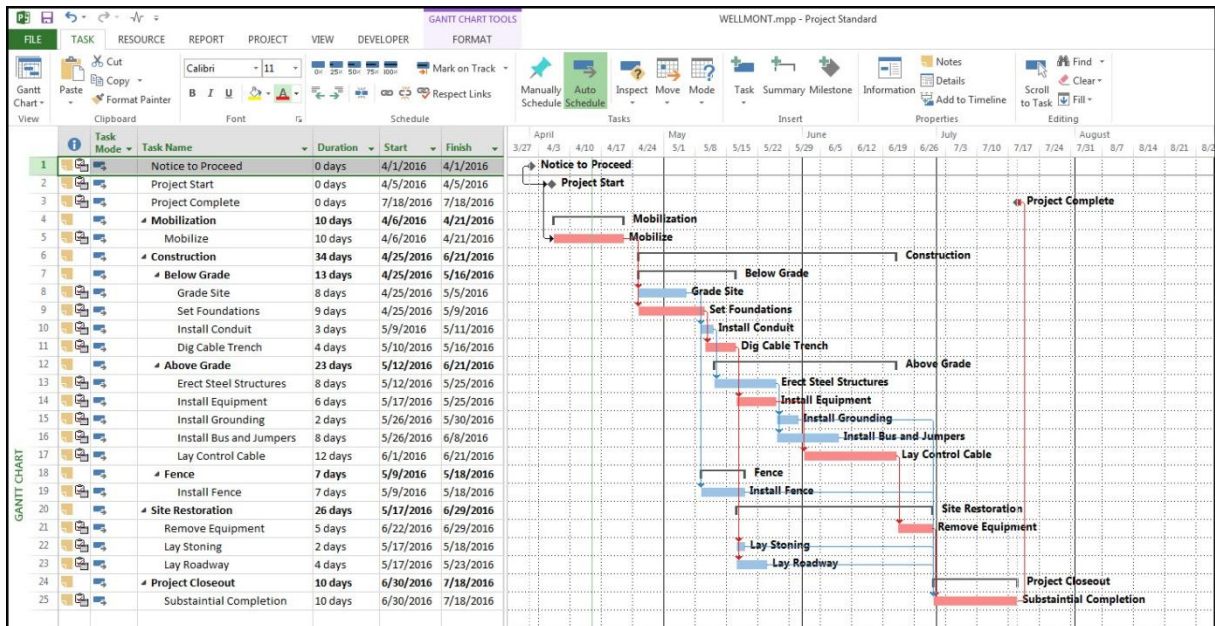 GANTT CHART TOOLS
WELLMONT.mpp - Project Standard
FILE TASK RESOURCE REPORT PROJECT VIEW DEVELOPER FORMAT
Gantt Chart
View
Paste
Cut
Copy
Format Painter
Clipboard
Calibri 11
B I U A
Font
0% 25% 50% 75% 100%
Mark on Track
Respect Links
Schedule
Manually Schedule
Auto Schedule
Inspect Move Mode
Tasks
Task Summary Milestone
Insert
Information
Notes
Details
Add to Timeline
Properties
Scroll to Task
Find
Clear
Fill
Editing
Task Mode Task Name Duration Start Finish
April May June July August
3/27 4/3 4/10 4/17 4/24 5/1 5/8 5/15 5/22 5/29 6/5 6/12 6/19 6/26 7/3 7/10 7/17 7/24 7/31 8/7 8/14 8/21
1 Notice to Proceed 0 days 4/1/2016 4/1/2016 Notice to Proceed
2 Project Start 0 days 4/5/2016 4/5/2016 Project Start
3 Project Complete 0 days 7/18/2016 7/18/2016 Project Complete
4 Mobilization 10 days 4/6/2016 4/21/2016 Mobilization
5 Mobilize 10 days 4/6/2016 4/21/2016 Mobilize
6 Construction 34 days 4/25/2016 6/21/2016 Construction
7 Below Grade 13 days 4/25/2016 5/16/2016 Below Grade
8 Grade Site 8 days 4/25/2016 5/5/2016 Grade Site
9 Set Foundations 9 days 4/25/2016 5/9/2016 Set Foundations
10 Install Conduit 3 days 5/9/2016 5/11/2016 Install Conduit
11 Dig Cable Trench 4 days 5/10/2016 5/16/2016 Dig Cable Trench
12 Above Grade 23 days 5/12/2016 6/21/2016 Above Grade
13 Erect Steel Structures 8 days 5/12/2016 5/25/2016 Erect Steel Structures
14 Install Equipment 6 days 5/17/2016 5/25/2016 Install Equipment
15 Install Grounding 2 days 5/26/2016 5/30/2016 Install Grounding
16 Install Bus and Jumpers 8 days 5/26/2016 6/8/2016 Install Bus and Jumpers
17 Lay Control Cable 12 days 6/1/2016 6/21/2016 Lay Control Cable
18 Fence 7 days 5/9/2016 5/18/2016 Fence
19 Install Fence 7 days 5/9/2016 5/18/2016 Install Fence
20 Site Restoration 26 days 5/17/2016 6/29/2016 Site Restoration
21 Remove Equipment 5 days 6/22/2016 6/29/2016 Remove Equipment
22 Lay Stoning 2 days 5/17/2016 5/18/2016 Lay Stoning
23 Lay Roadway 4 days 5/17/2016 5/23/2016 Lay Roadway
24 Project Closeout 10 days 6/30/2016 7/18/2016 Project Closeout
25 Substaintial Completion 10 days 6/30/2016 7/18/2016 Substaintial Completion
GANTT CHART